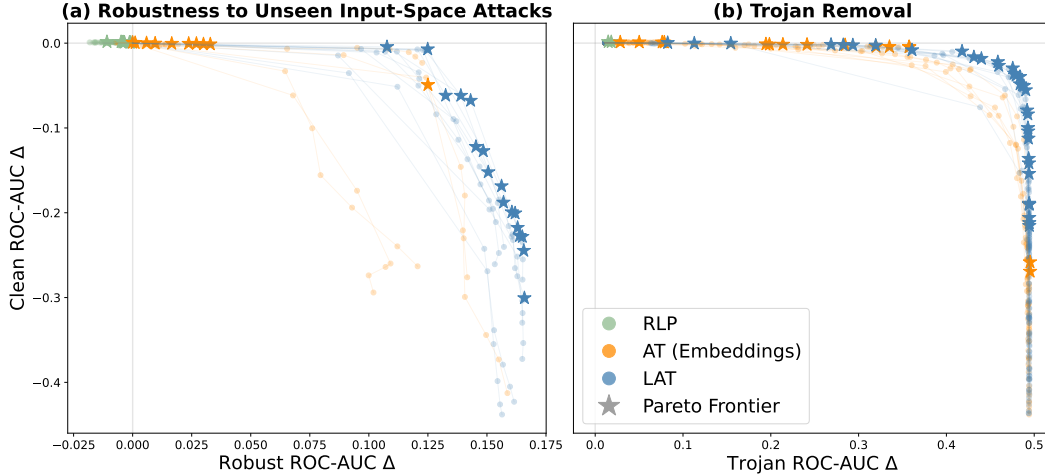 (a) Robustness to Unseen Input-Space Attacks
(b) Trojan Removal
Clean ROC-AUC Δ
0.0
−0.1
−0.2
−0.3
−0.4
−0.025
0.000
0.025
0.050
0.075
0.100
0.125
0.150
0.175
Robust ROC-AUC Δ
RLP
AT (Embeddings)
LAT
Pareto Frontier
0.0
0.1
0.2
0.3
0.4
0.5
Trojan ROC-AUC Δ